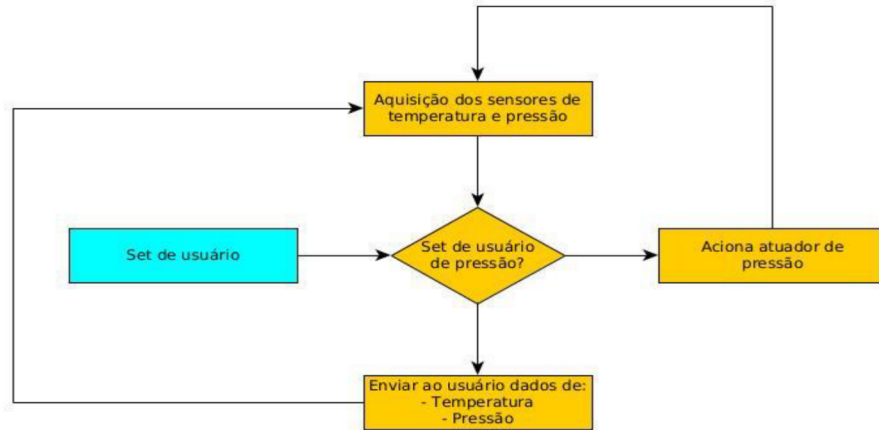 Aquisição dos sensores de
temperatura e pressão
Set de usuário
Set de usuário
de pressão?
Aciona atuador de
pressão
Enviar ao usuário dados de:
- Temperatura
- Pressão